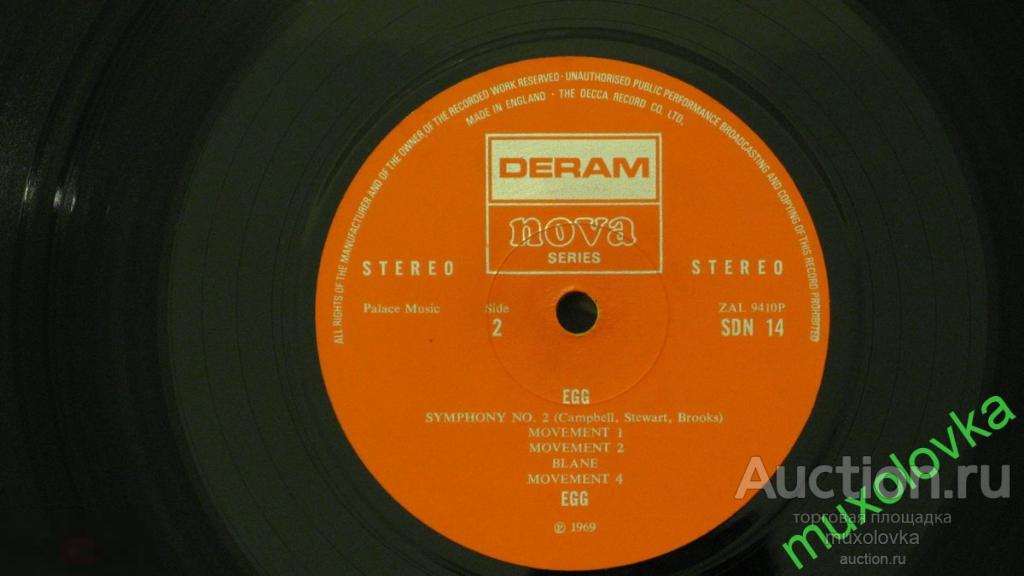 ALL RIGHTS OF THE MANUFACTURER AND OF THE OWNER OF THE RECORDED WORK RESERVED · UNAUTHORISED PUBLIC PERFORMANCE BROADCASTING AND COPYING OF THIS RECORD PROHIBITED
MADE IN ENGLAND · THE DECCA RECORD CO. LTD.
DERAM
nova
SERIES
STEREO STEREO
Palace Music Side ZAL 9410P
2 SDN 14
EGG
SYMPHONY NO. 2 (Campbell, Stewart, Brooks)
MOVEMENT 1
MOVEMENT 2
BLANE
MOVEMENT 4
EGG
℗ 1969
Auction.ru
торговая площадка
muxolovka
auction.ru
muxolovka